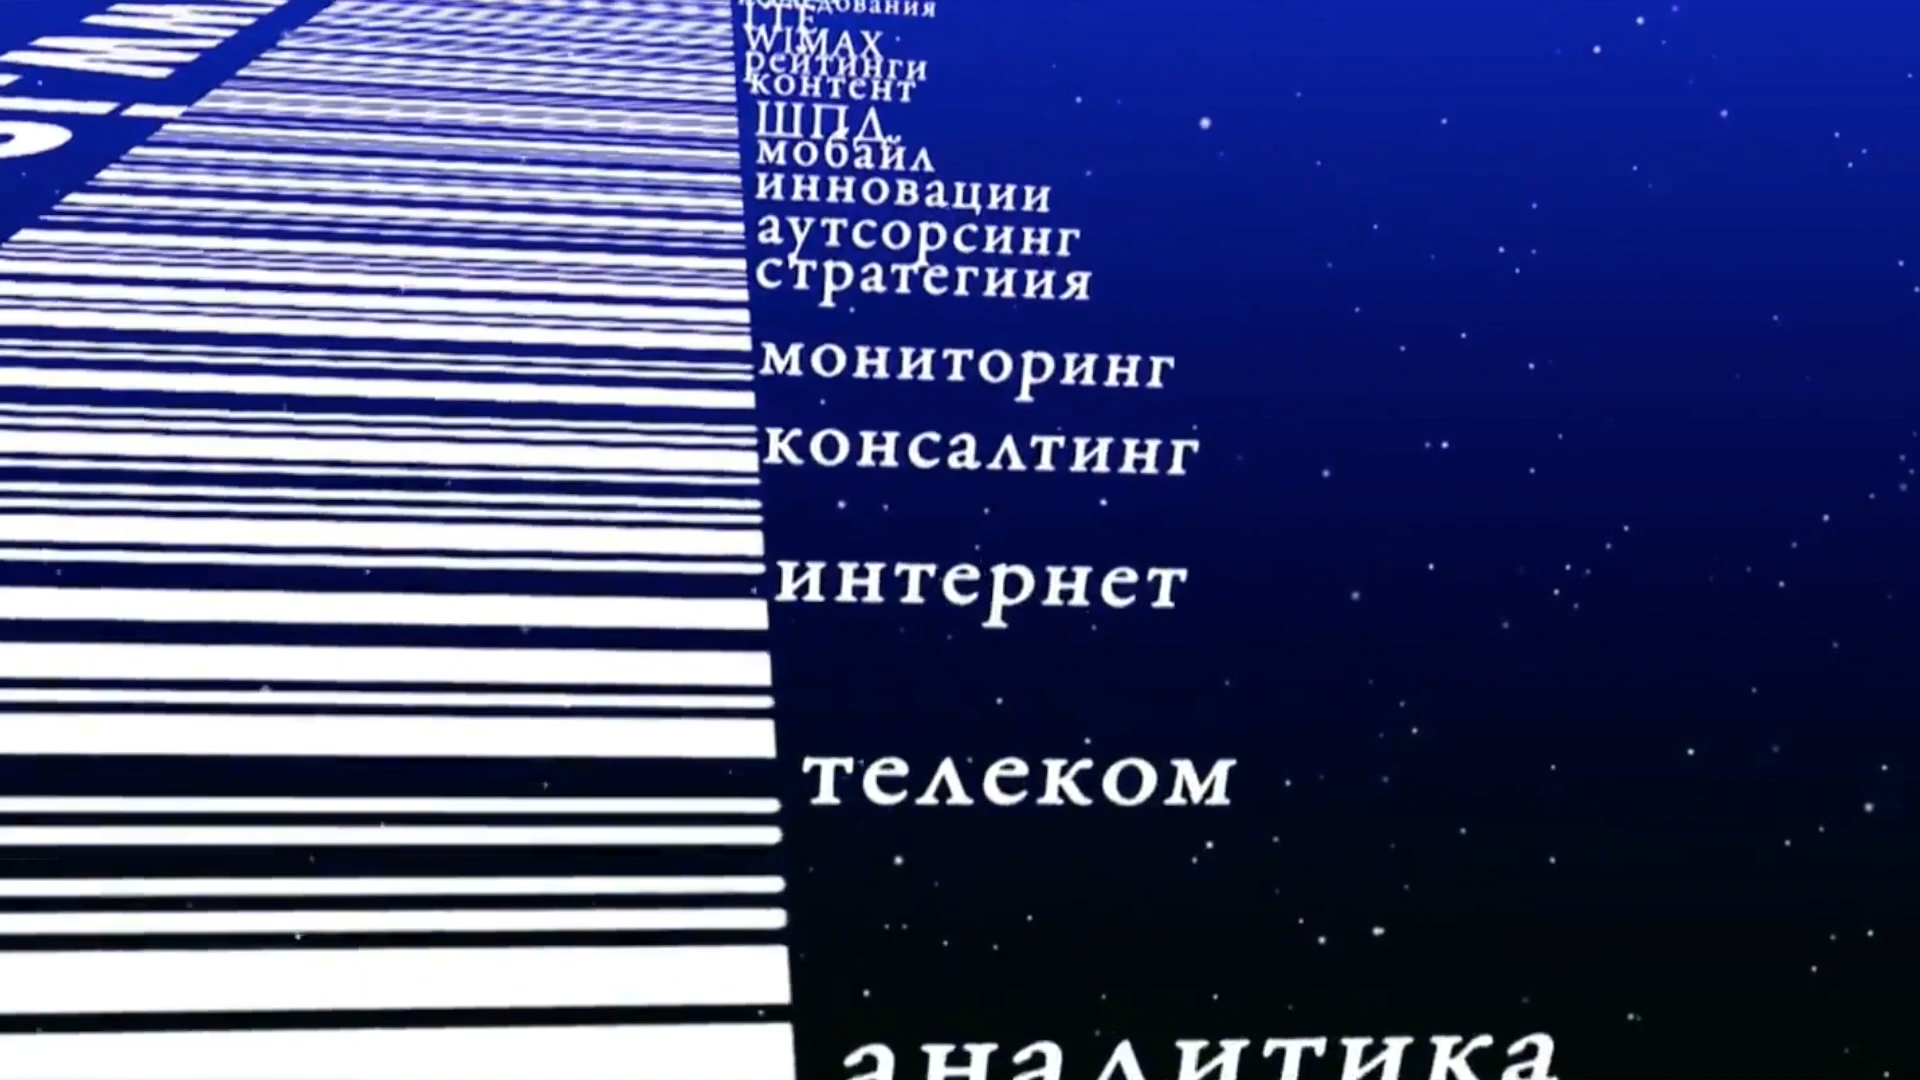 LTE
WIMAX
рейтинги
контент
ШПД
мобайл
инновации
аутсорсинг
стратегиия
мониторинг
консалтинг
интернет
телеком
аналитика